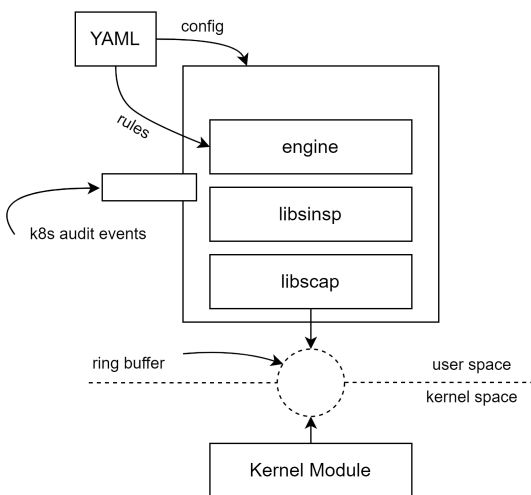 YAML
config
rules
engine
libsinsp
k8s audit events
libscap
ring buffer
user space
kernel space
Kernel Module